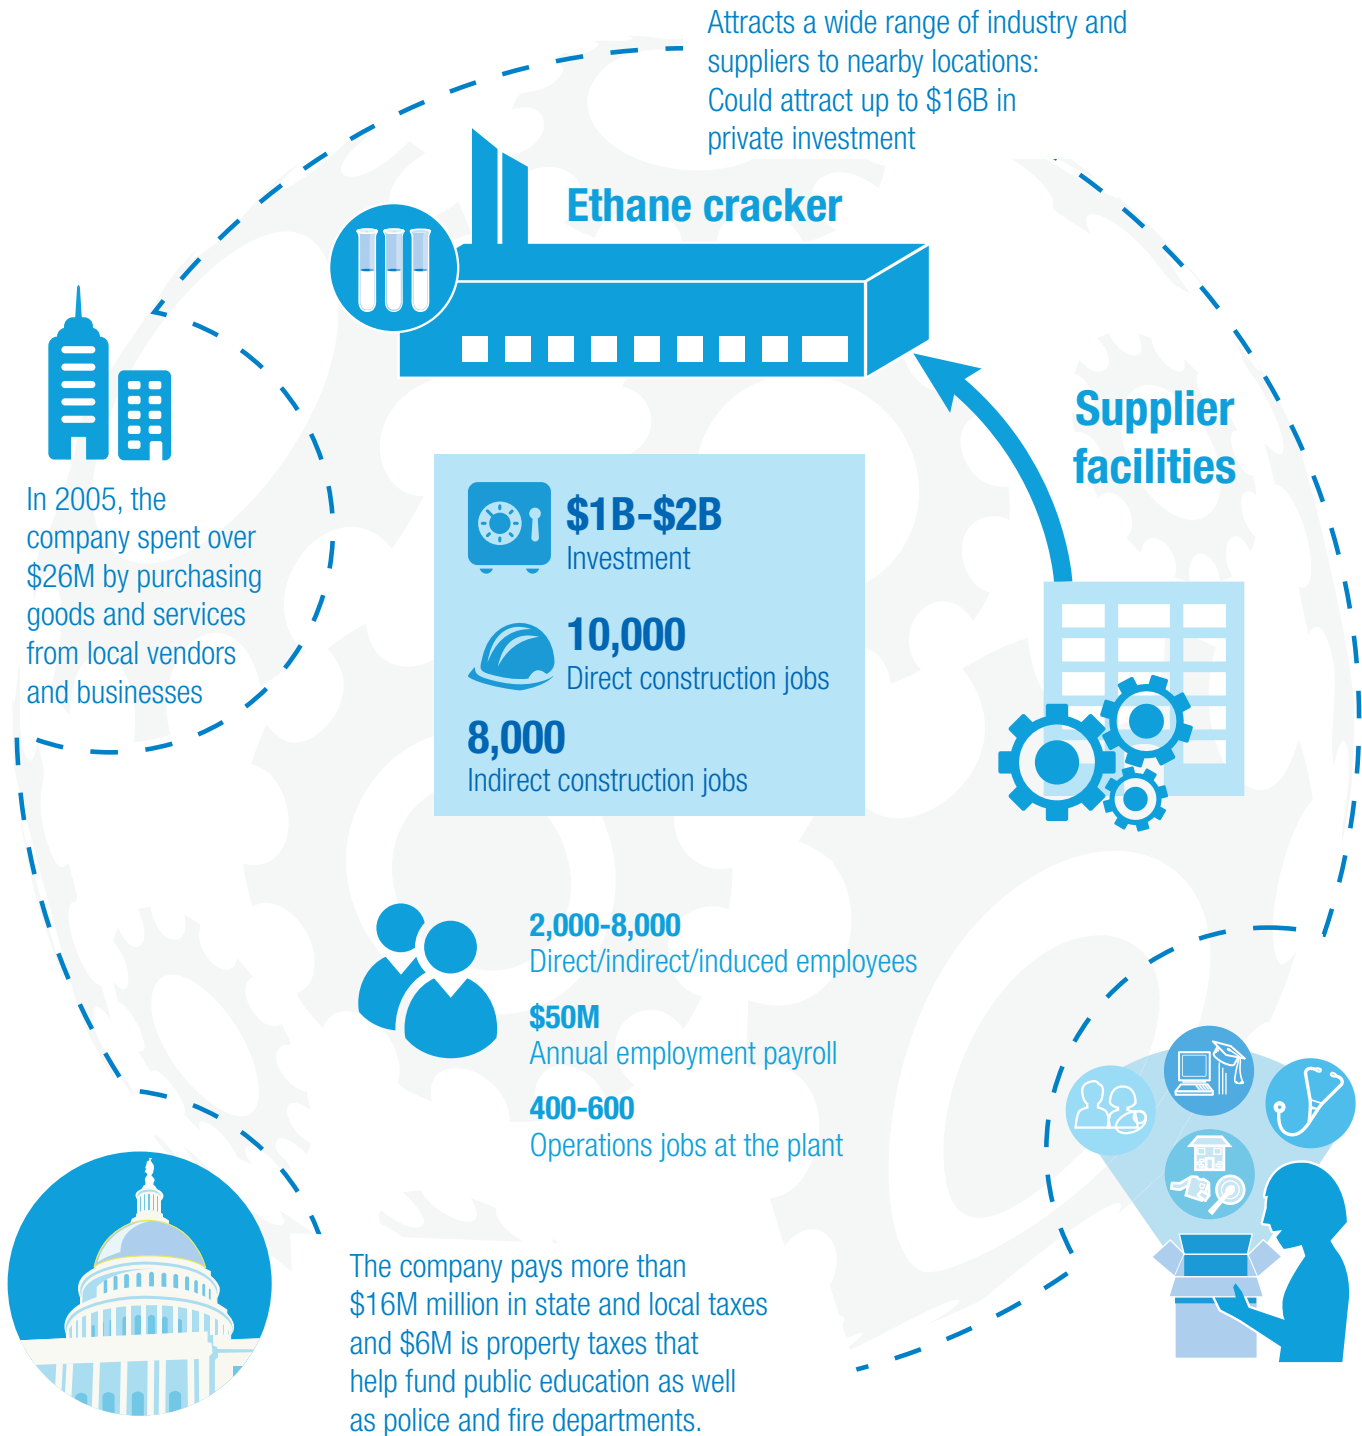 Attracts a wide range of industry and
suppliers to nearby locations:
Could attract up to $16B in
private investment
Ethane cracker
Supplier
facilities
In 2005, the
company spent over
$26M by purchasing
goods and services
from local vendors
and businesses
$1B-$2B
Investment
10,000
Direct construction jobs
8,000
Indirect construction jobs
2,000-8,000
Direct/indirect/induced employees
$50M
Annual employment payroll
400-600
Operations jobs at the plant
The company pays more than
$16M million in state and local taxes
and $6M is property taxes that
help fund public education as well
as police and fire departments.